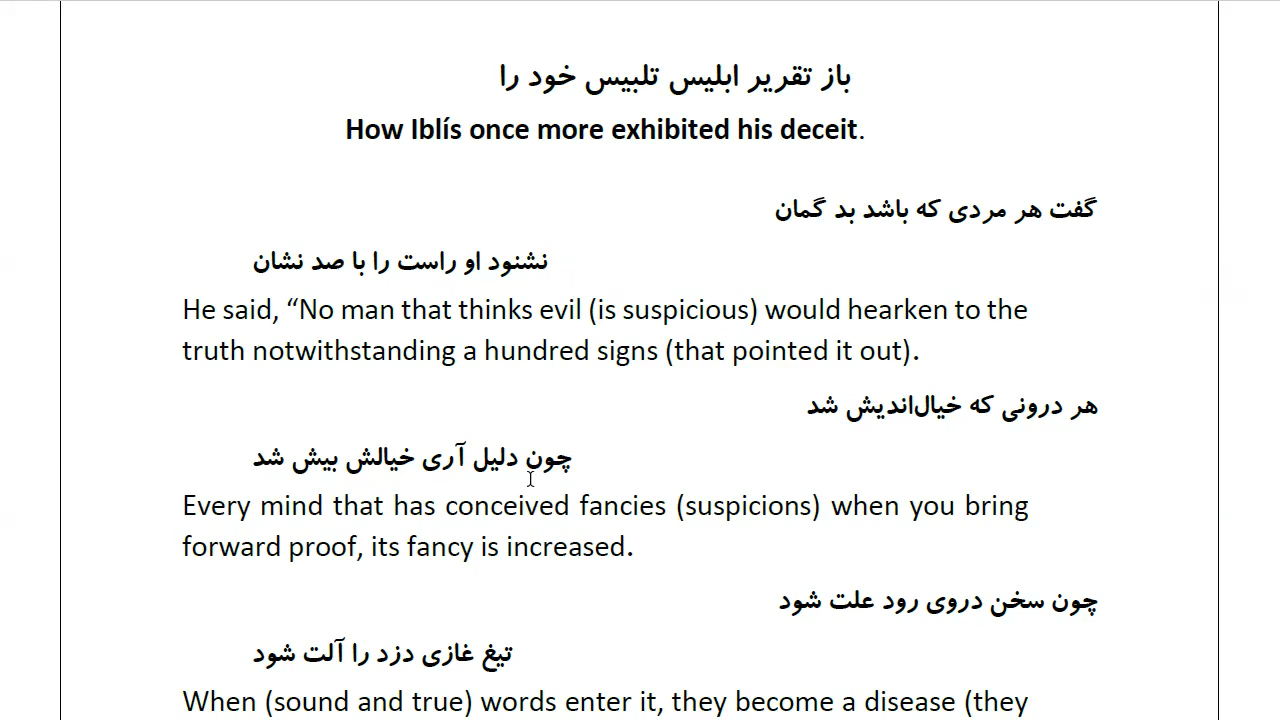 باز تقریر ابلیس تلبیس خود را
How Iblís once more exhibited his deceit.
گفت هر مردی که باشد بد گمان
نشنود او راست را با صد نشان
He said, “No man that thinks evil (is suspicious) would hearken to the
truth notwithstanding a hundred signs (that pointed it out).
هر درونی که خیال‌اندیش شد
چون دلیل آری خیالش بیش شد
Every mind that has conceived fancies (suspicions) when you bring
forward proof, its fancy is increased.
چون سخن دروی رود علت شود
تیغ غازی دزد را آلت شود
When (sound and true) words enter it, they become a disease (they